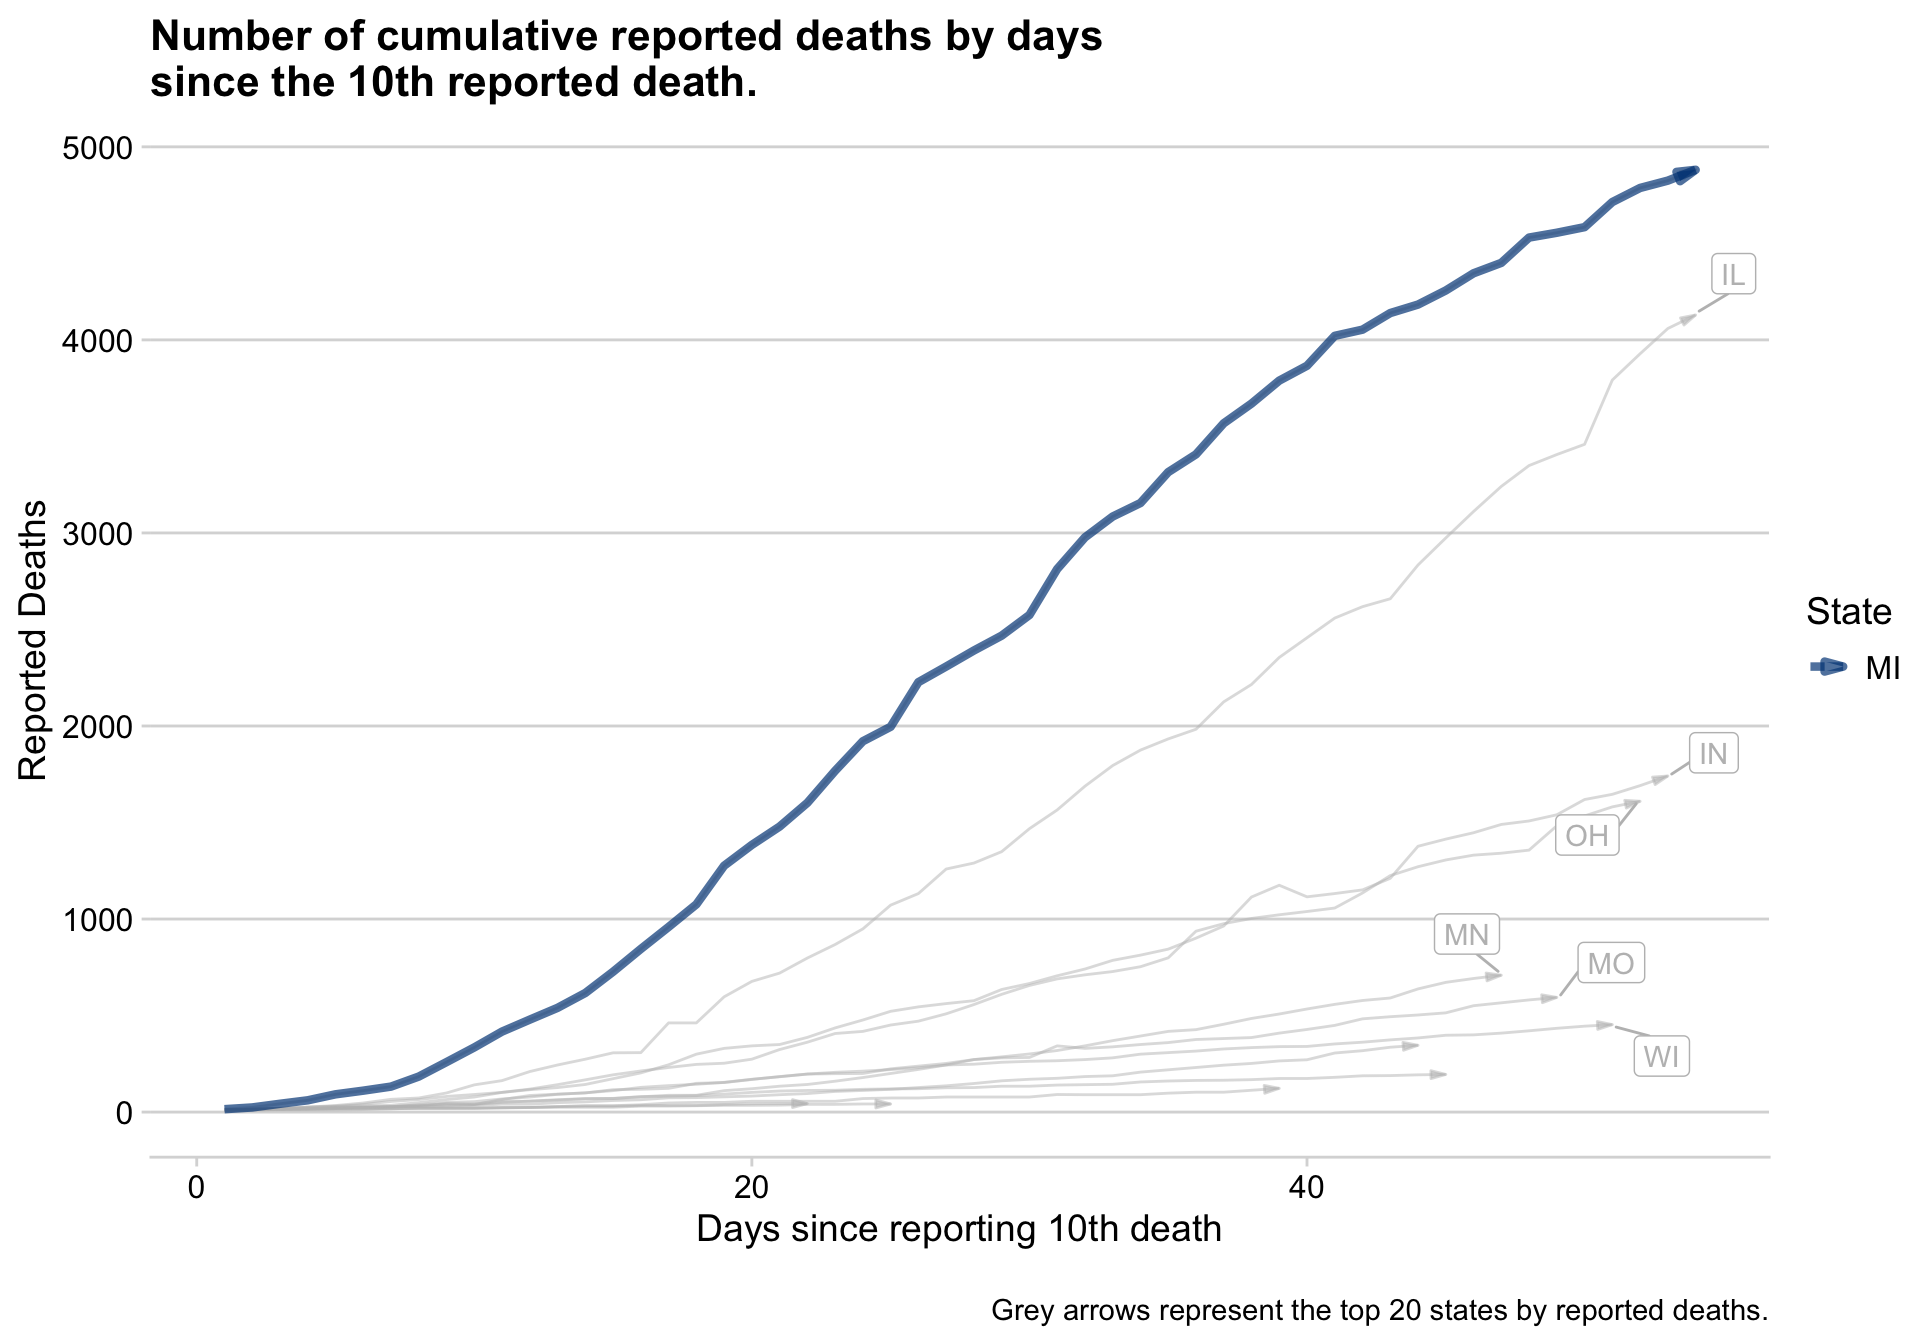 Number of cumulative reported deaths by days
since the 10th reported death.
5000
4000
3000
2000
1000
0
Reported Deaths
IL
IN
OH
MN
MO
WI
State
MI
0 20 40
Days since reporting 10th death
Grey arrows represent the top 20 states by reported deaths.